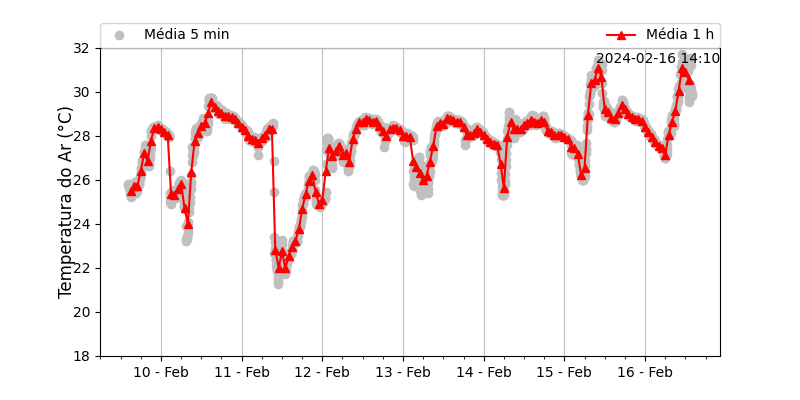 Média 5 min
Média 1 h
2024-02-16 14:10
Temperatura do Ar (°C)
32
30
28
26
24
22
20
18
10 - Feb
11 - Feb
12 - Feb
13 - Feb
14 - Feb
15 - Feb
16 - Feb